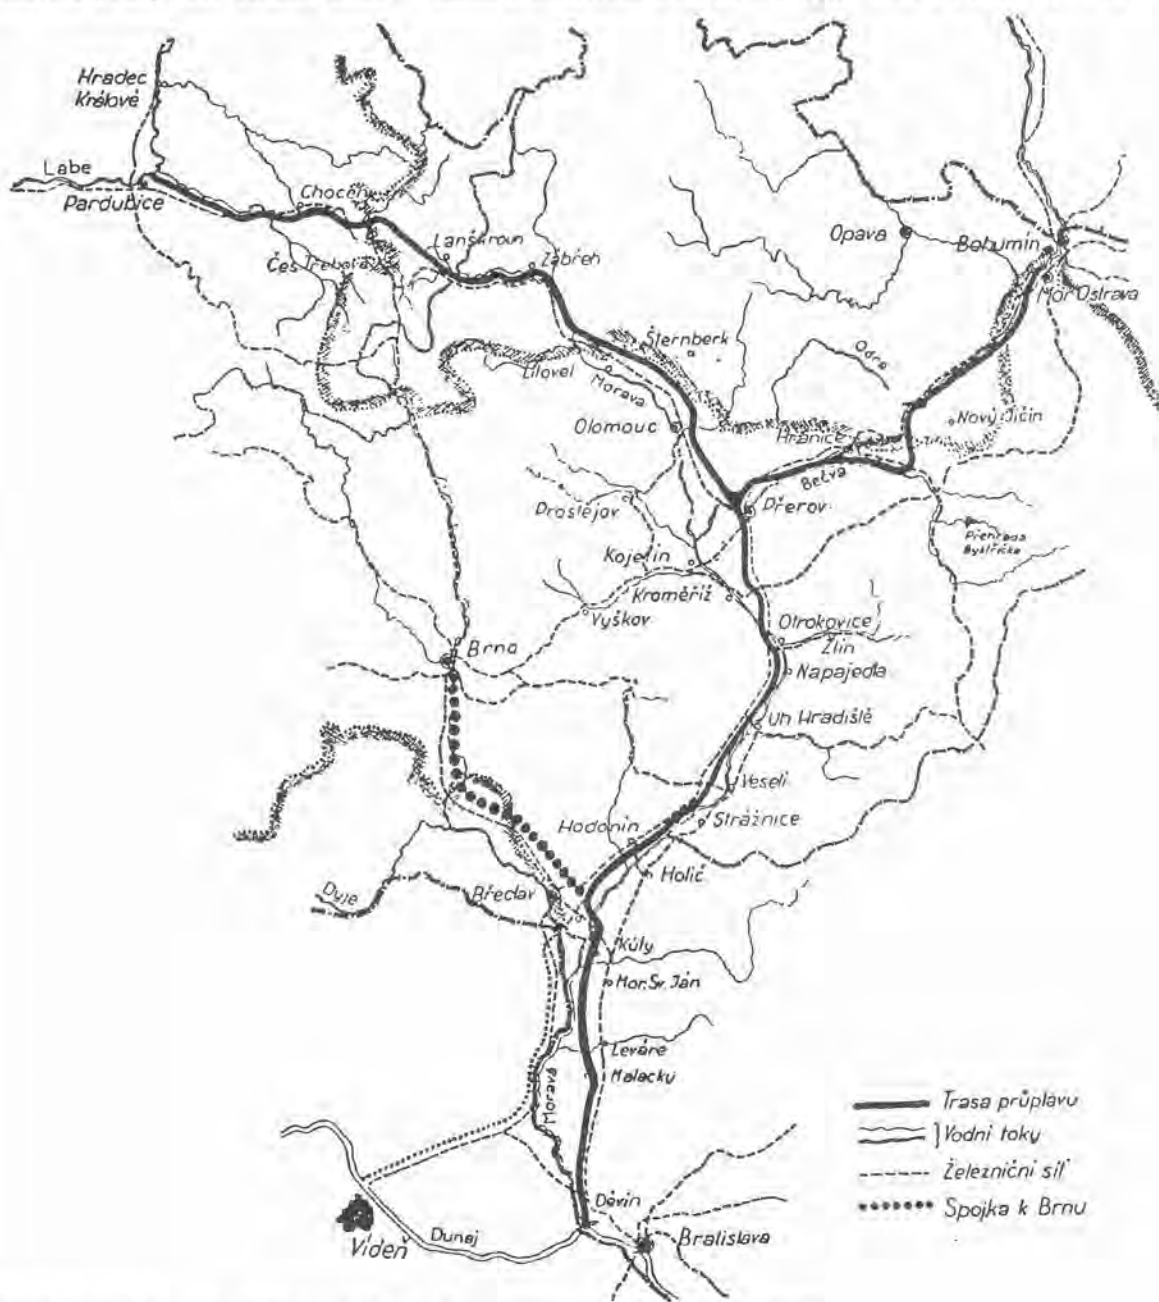 Hradec
Králové
Labe
Pardubice
Choceň
Lanškroun
Čes Třebová
Zábřeh
Opava
Bohumín
Mor Ostrava
Šternberk
Odra
Litovel
Morava
Olomouc
Nový Jičín
Hranice
Bečva
Prostějov
Přerov
Přehrada
Bystřička
Kojetín
Kroměříž
Vyškov
Otrokovice
Zlín
Brno
Napajedla
Uh Hradiště
Veselí
Strážnice
Hodonín
Holič
Dyje
Břeclav
Kúty
Mor. Sv. Ján
Leváre
Malacky
Morava
Děvín
Dunaj
Bratislava
Vídeň
Trasa průplavu
Vodní toky
Železniční síť
Spojka k Brnu